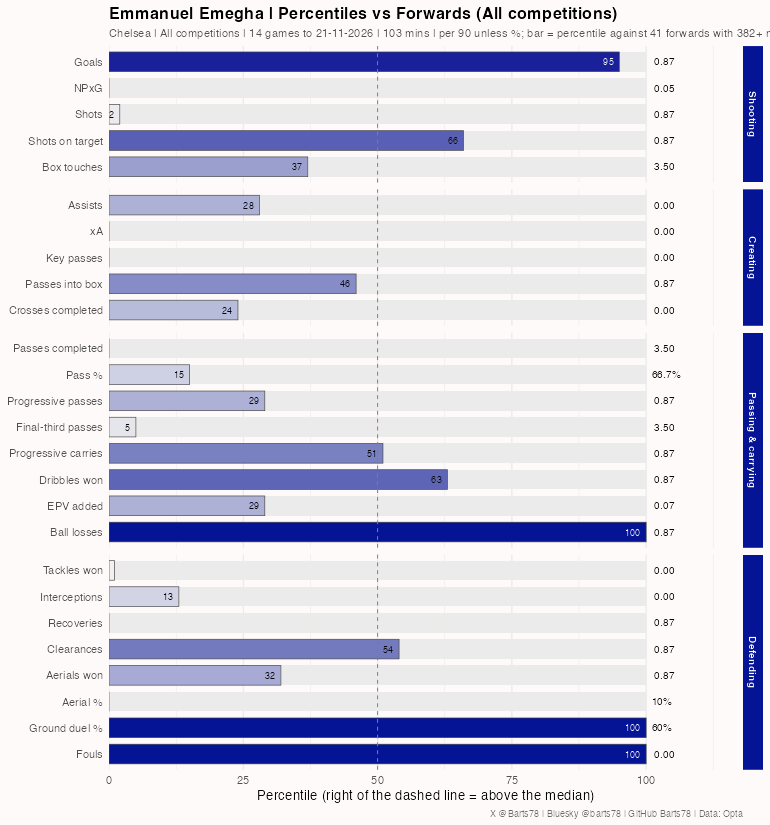 Emmanuel Emegha | Percentiles vs Forwards (All competitions)
Chelsea | All competitions | 14 games to 21-11-2026 | 103 mins | per 90 unless %; bar = percentile against 41 forwards with 382+
Goals 95 0.87
NPxG 0.05
Shots 2 0.87
Shots on target 66 0.87
Box touches 37 3.50
Shooting
Assists 28 0.00
xA 0.00
Key passes 0.00
Passes into box 46 0.87
Crosses completed 24 0.00
Creating
Passes completed 3.50
Pass % 15 66.7%
Progressive passes 29 0.87
Final-third passes 5 3.50
Progressive carries 51 0.87
Dribbles won 63 0.87
EPV added 29 0.07
Ball losses 100 0.87
Passing & carrying
Tackles won 0.00
Interceptions 13 0.00
Recoveries 0.87
Clearances 54 0.87
Aerials won 32 0.87
Aerial % 10%
Ground duel % 100 60%
Fouls 100 0.00
Defending
0 25 50 75 100
Percentile (right of the dashed line = above the median)
X @Barts78 | Bluesky @barts78 | GitHub Barts78 | Data: Opta